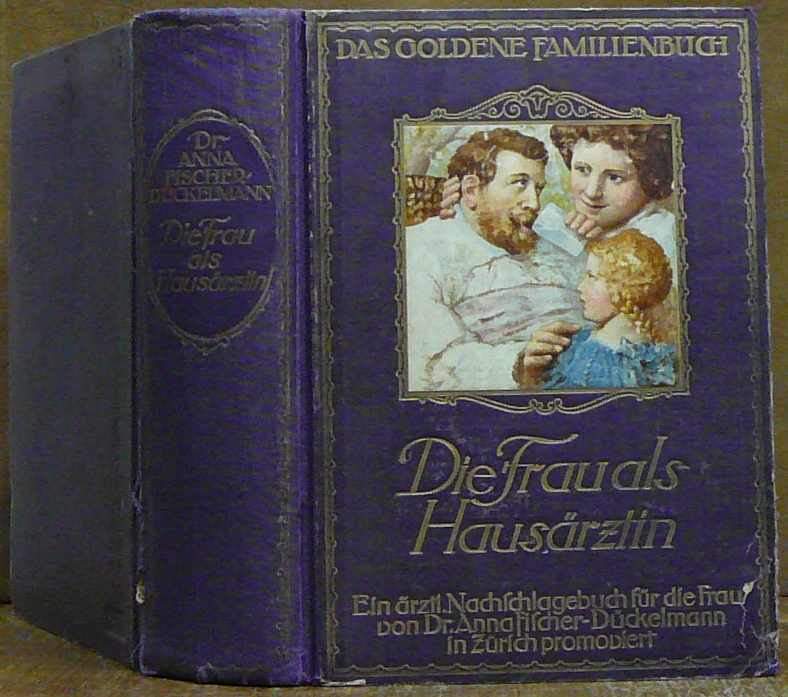 Dr
ANNA
FISCHER-
DÜCKELMANN
Die Frau
als
Hausärztin
DAS GOLDENE FAMILIENBUCH
Die Frau als
Hausärztin
Ein ärztl. Nachschlagebuch für die Frau
von Dr. Anna Fischer-Dückelmann
in Zürich promoviert